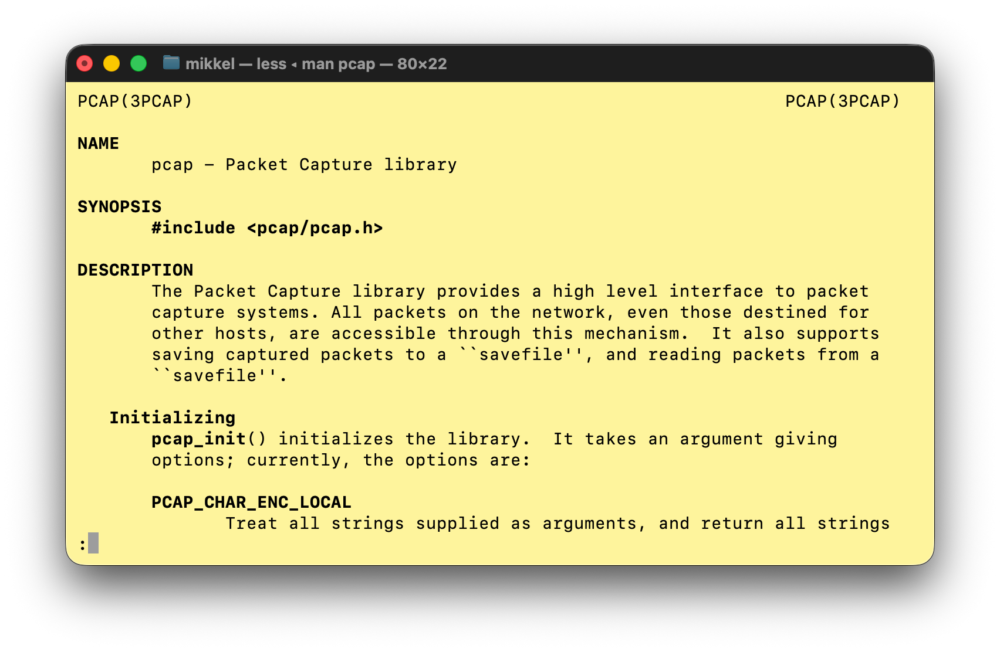 mikkel — less ◂ man pcap — 80×22
PCAP(3PCAP)                                                        PCAP(3PCAP)

NAME
       pcap – Packet Capture library

SYNOPSIS
       #include <pcap/pcap.h>

DESCRIPTION
       The Packet Capture library provides a high level interface to packet
       capture systems. All packets on the network, even those destined for
       other hosts, are accessible through this mechanism.  It also supports
       saving captured packets to a ``savefile'', and reading packets from a
       ``savefile''.

   Initializing
       pcap_init() initializes the library.  It takes an argument giving
       options; currently, the options are:

       PCAP_CHAR_ENC_LOCAL
              Treat all strings supplied as arguments, and return all strings
: